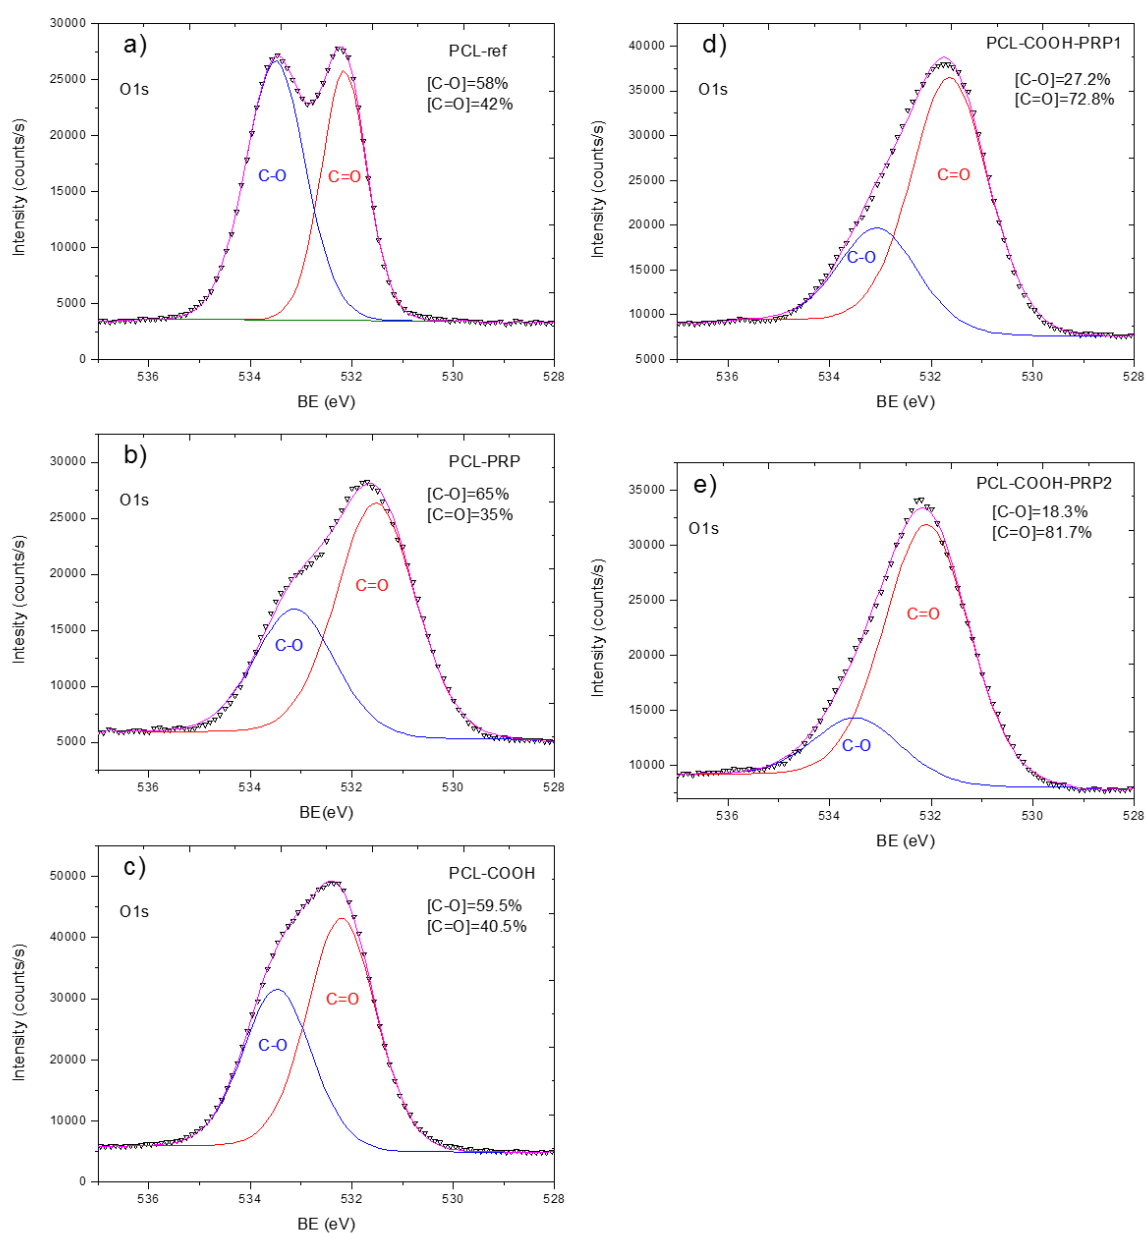 a)
PCL-ref
[C-O]=58%
[C=O]=42%
O1s
C-O
C=O
30000
25000
20000
15000
10000
5000
0
Intensity (counts/s)
536
534
532
530
528
BE (eV)
b)
PCL-PRP
[C-O]=65%
[C=O]=35%
O1s
C=O
C-O
30000
25000
20000
15000
10000
5000
Intesity (counts/s)
536
534
532
530
528
BE(eV)
c)
PCL-COOH
[C-O]=59.5%
[C=O]=40.5%
O1s
C=O
C-O
50000
40000
30000
20000
10000
0
Intensity (counts/s)
536
534
532
530
528
BE (eV)
d)
PCL-COOH-PRP1
[C-O]=27.2%
[C=O]=72.8%
O1s
C=O
C-O
40000
35000
30000
25000
20000
15000
10000
5000
Intensity (counts/s)
536
534
532
530
528
BE (eV)
e)
PCL-COOH-PRP2
[C-O]=18.3%
[C=O]=81.7%
O1s
C=O
C-O
35000
30000
25000
20000
15000
10000
Intensity (counts/s)
536
534
532
530
528
BE (eV)